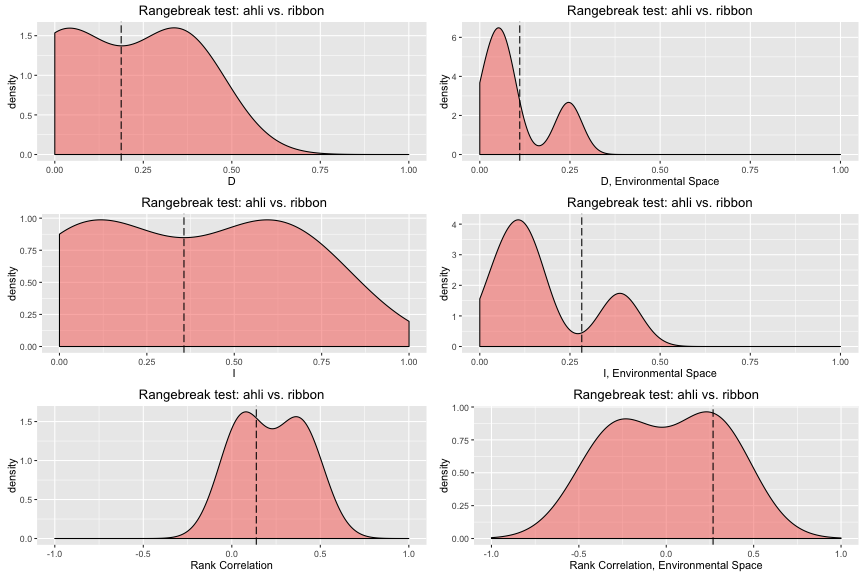 Rangebreak test: ahli vs. ribbon
density
1.5
1.0
0.5
0.0
0.00 0.25 0.50 0.75 1.00
D
Rangebreak test: ahli vs. ribbon
density
6
4
2
0
0.00 0.25 0.50 0.75 1.00
D, Environmental Space
Rangebreak test: ahli vs. ribbon
density
1.00
0.75
0.50
0.25
0.00
0.00 0.25 0.50 0.75 1.00
I
Rangebreak test: ahli vs. ribbon
density
4
3
2
1
0
0.00 0.25 0.50 0.75 1.00
I, Environmental Space
Rangebreak test: ahli vs. ribbon
density
1.5
1.0
0.5
0.0
-1.0 -0.5 0.0 0.5 1.0
Rank Correlation
Rangebreak test: ahli vs. ribbon
density
1.00
0.75
0.50
0.25
0.00
-1.0 -0.5 0.0 0.5 1.0
Rank Correlation, Environmental Space